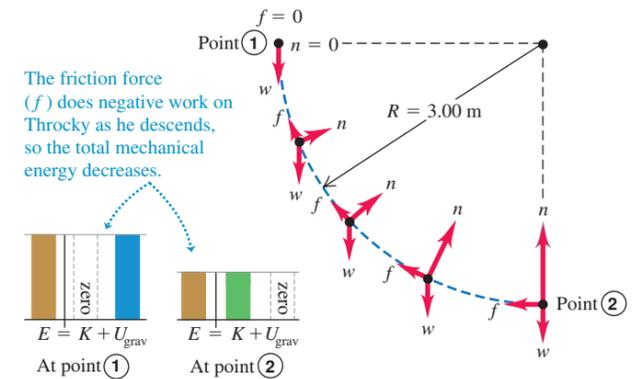 f = 0
Point 1 n = 0
w
The friction force
(f) does negative work on
Throcky as he descends,
so the total mechanical
energy decreases.
R = 3.00 m
f
n
w
f
n
w
f
n
w
n
f
Point 2
w
zero
E = K + Ugrav
At point 1
zero
E = K + Ugrav
At point 2